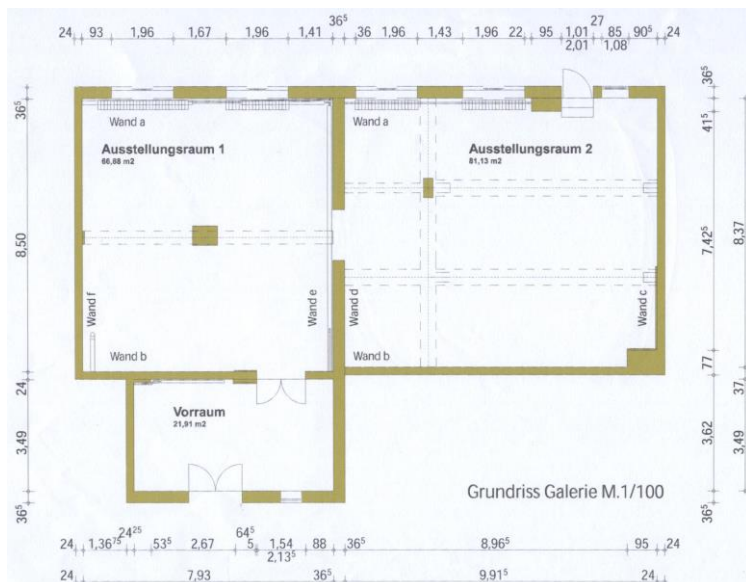 27
36⁵
24 93 1,96 1,67 1,96 1,41 36 1,96 1,43 1,96 22 95 1,01 85 90⁵ 24
2,01 1,08
36⁵
36⁵
41⁵
Wand a
Wand a
Ausstellungsraum 1
66,68 m2
Ausstellungsraum 2
81,13 m2
8,50
7,42⁵
8,37
Wand f
Wand e
Wand d
Wand c
Wand b
Wand b
77
24
37
Vorraum
21,91 m2
3,49
3,62
3,49
Grundriss Galerie M.1/100
36⁵
36⁵
24²⁵ 64⁵
24 1,36⁷⁵ 53⁵ 2,67 5 1,54 88 36⁵ 8,96⁵ 95 24
2,13⁵
24 7,93 36⁵ 9,91⁵ 24